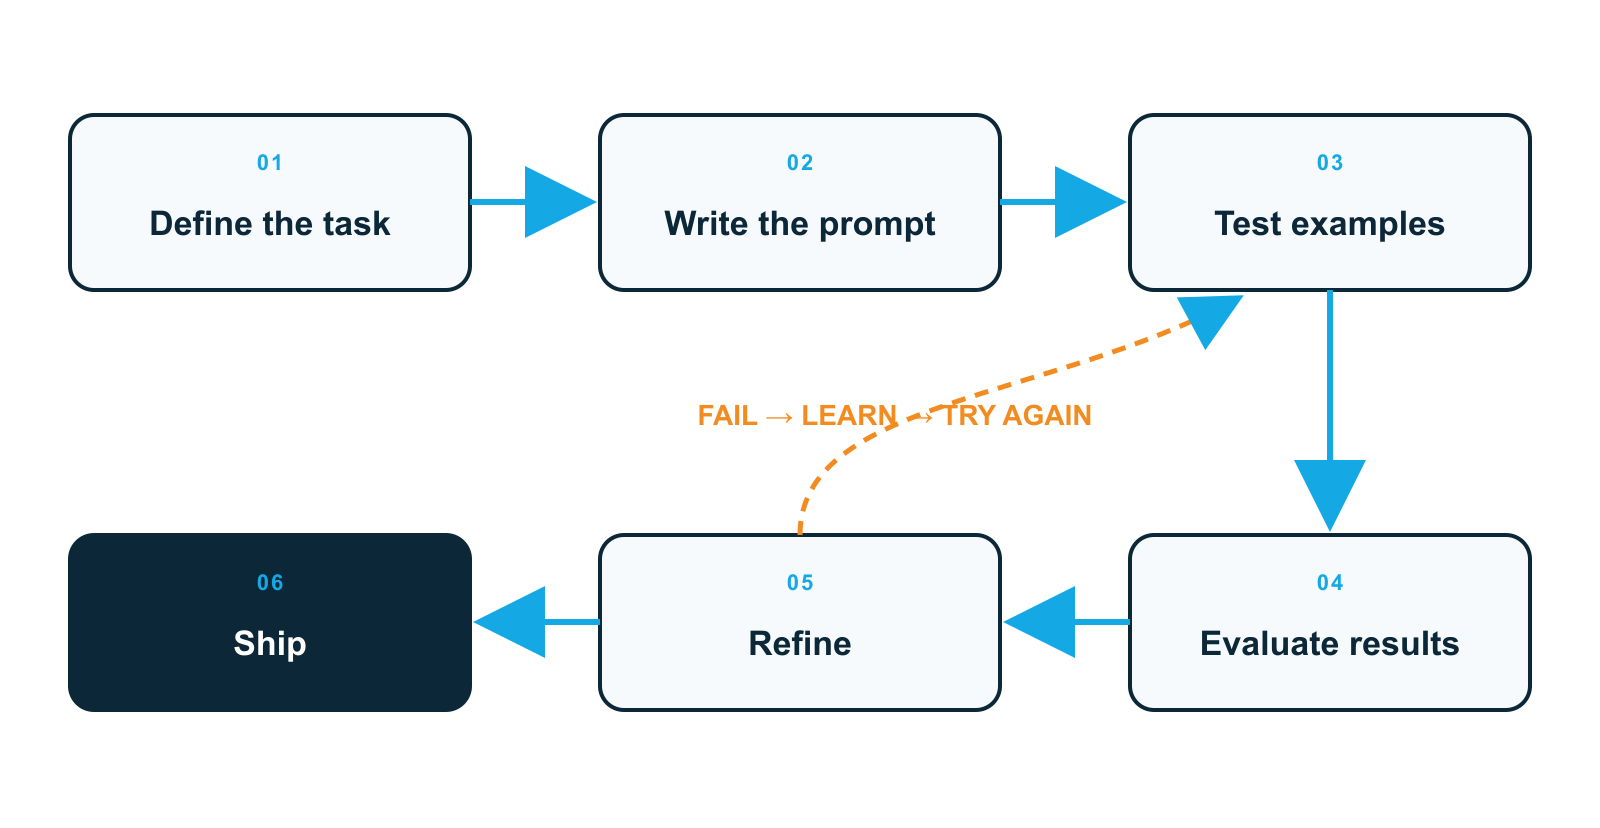 01
Define the task
02
Write the prompt
03
Test examples
FAIL → LEARN → TRY AGAIN
04
Evaluate results
05
Refine
06
Ship